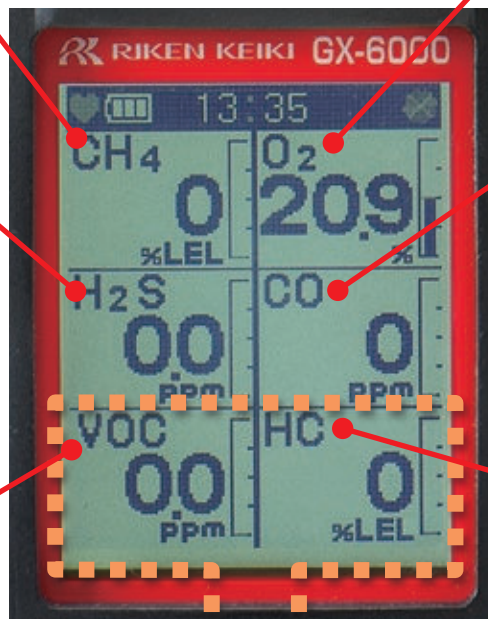 RIKEN KEIKI GX-6000
13:35
CH4
0
%LEL
O2
20.9
%
H2S
0.0
ppm
CO
0
ppm
VOC
0.0
ppm
HC
0
%LEL